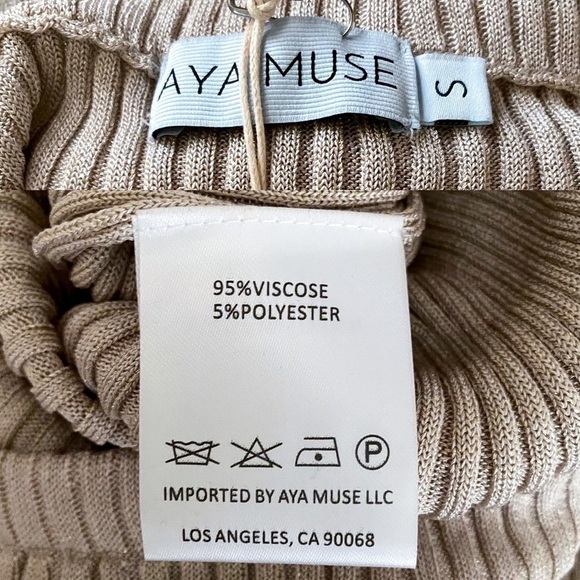 AYA MUSE
S
95%VISCOSE
5%POLYESTER
P
IMPORTED BY AYA MUSE LLC
LOS ANGELES, CA 90068